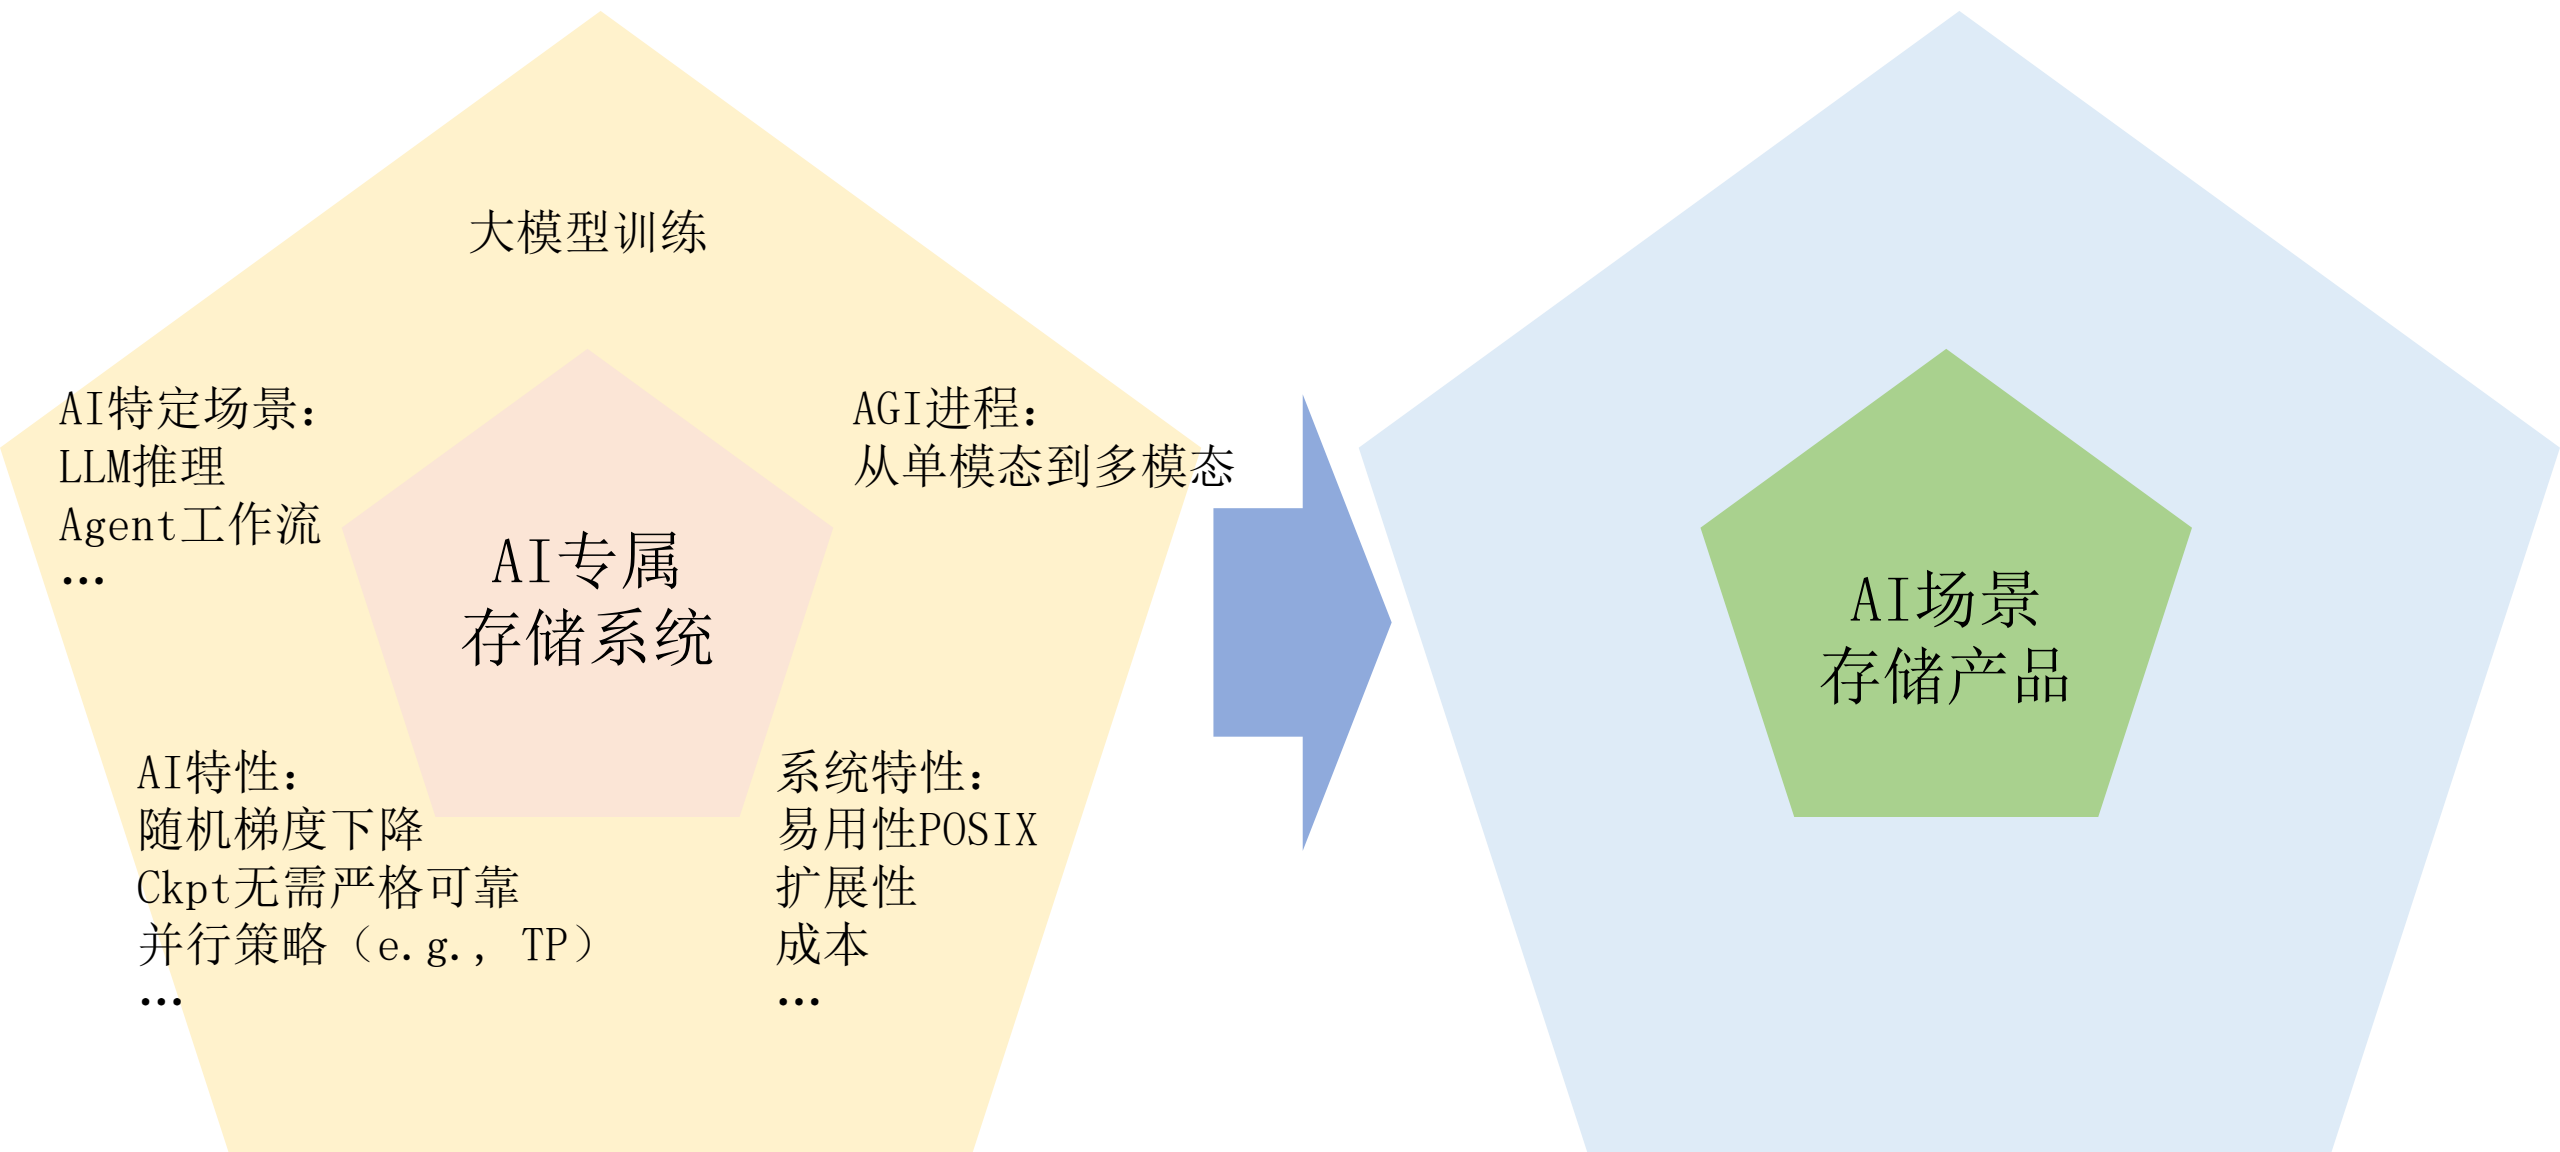 大模型训练
AI特定场景：
LLM推理
Agent工作流
…
AGI进程：
从单模态到多模态
AI专属
存储系统
AI特性：
随机梯度下降
Ckpt无需严格可靠
并行策略（e.g., TP）
…
系统特性：
易用性POSIX
扩展性
成本
…
AI场景
存储产品